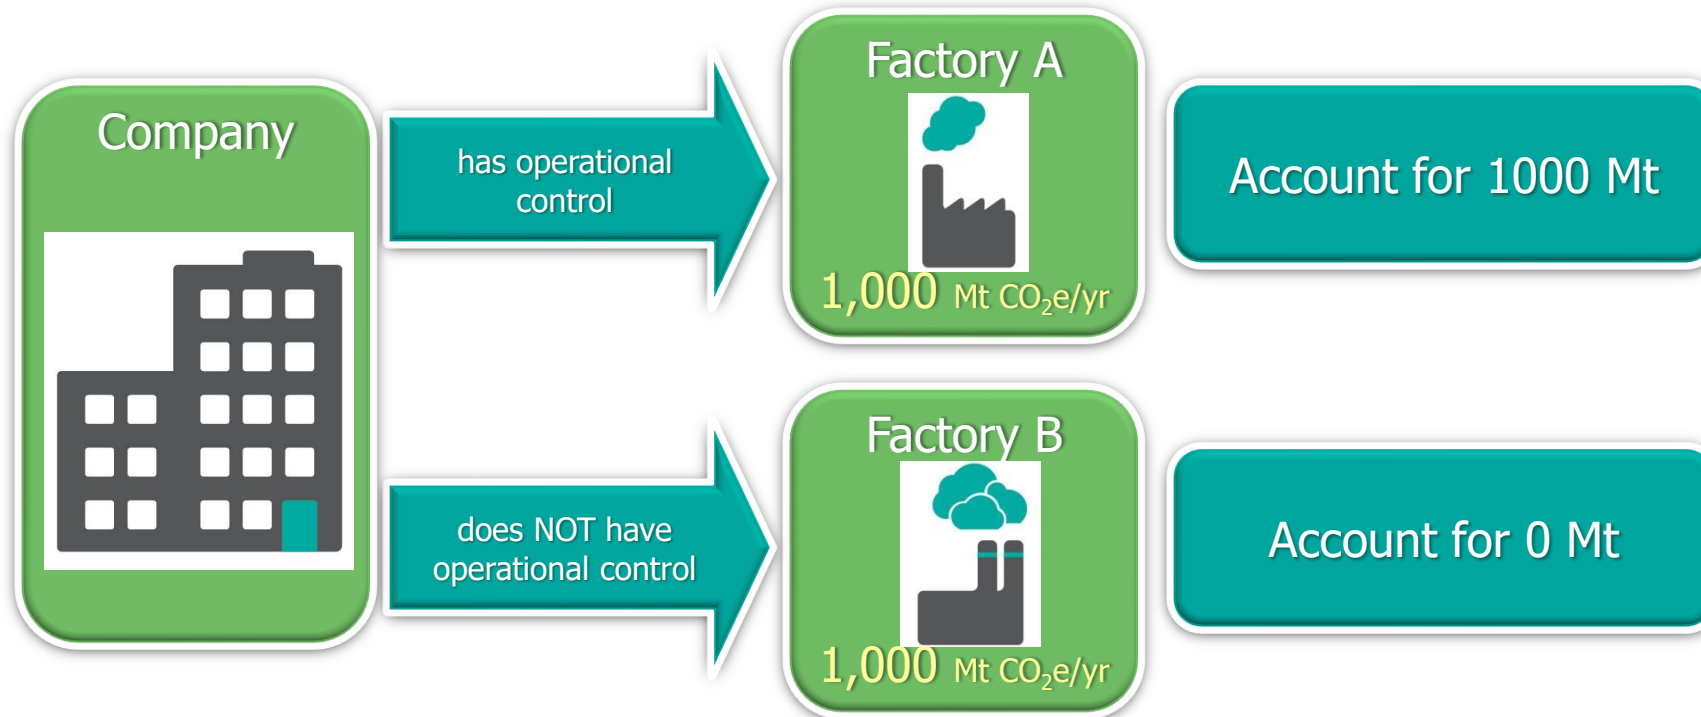 Company
has operational
control
Factory A
1,000 Mt CO₂e/yr
Account for 1000 Mt
does NOT have
operational control
Factory B
1,000 Mt CO₂e/yr
Account for 0 Mt